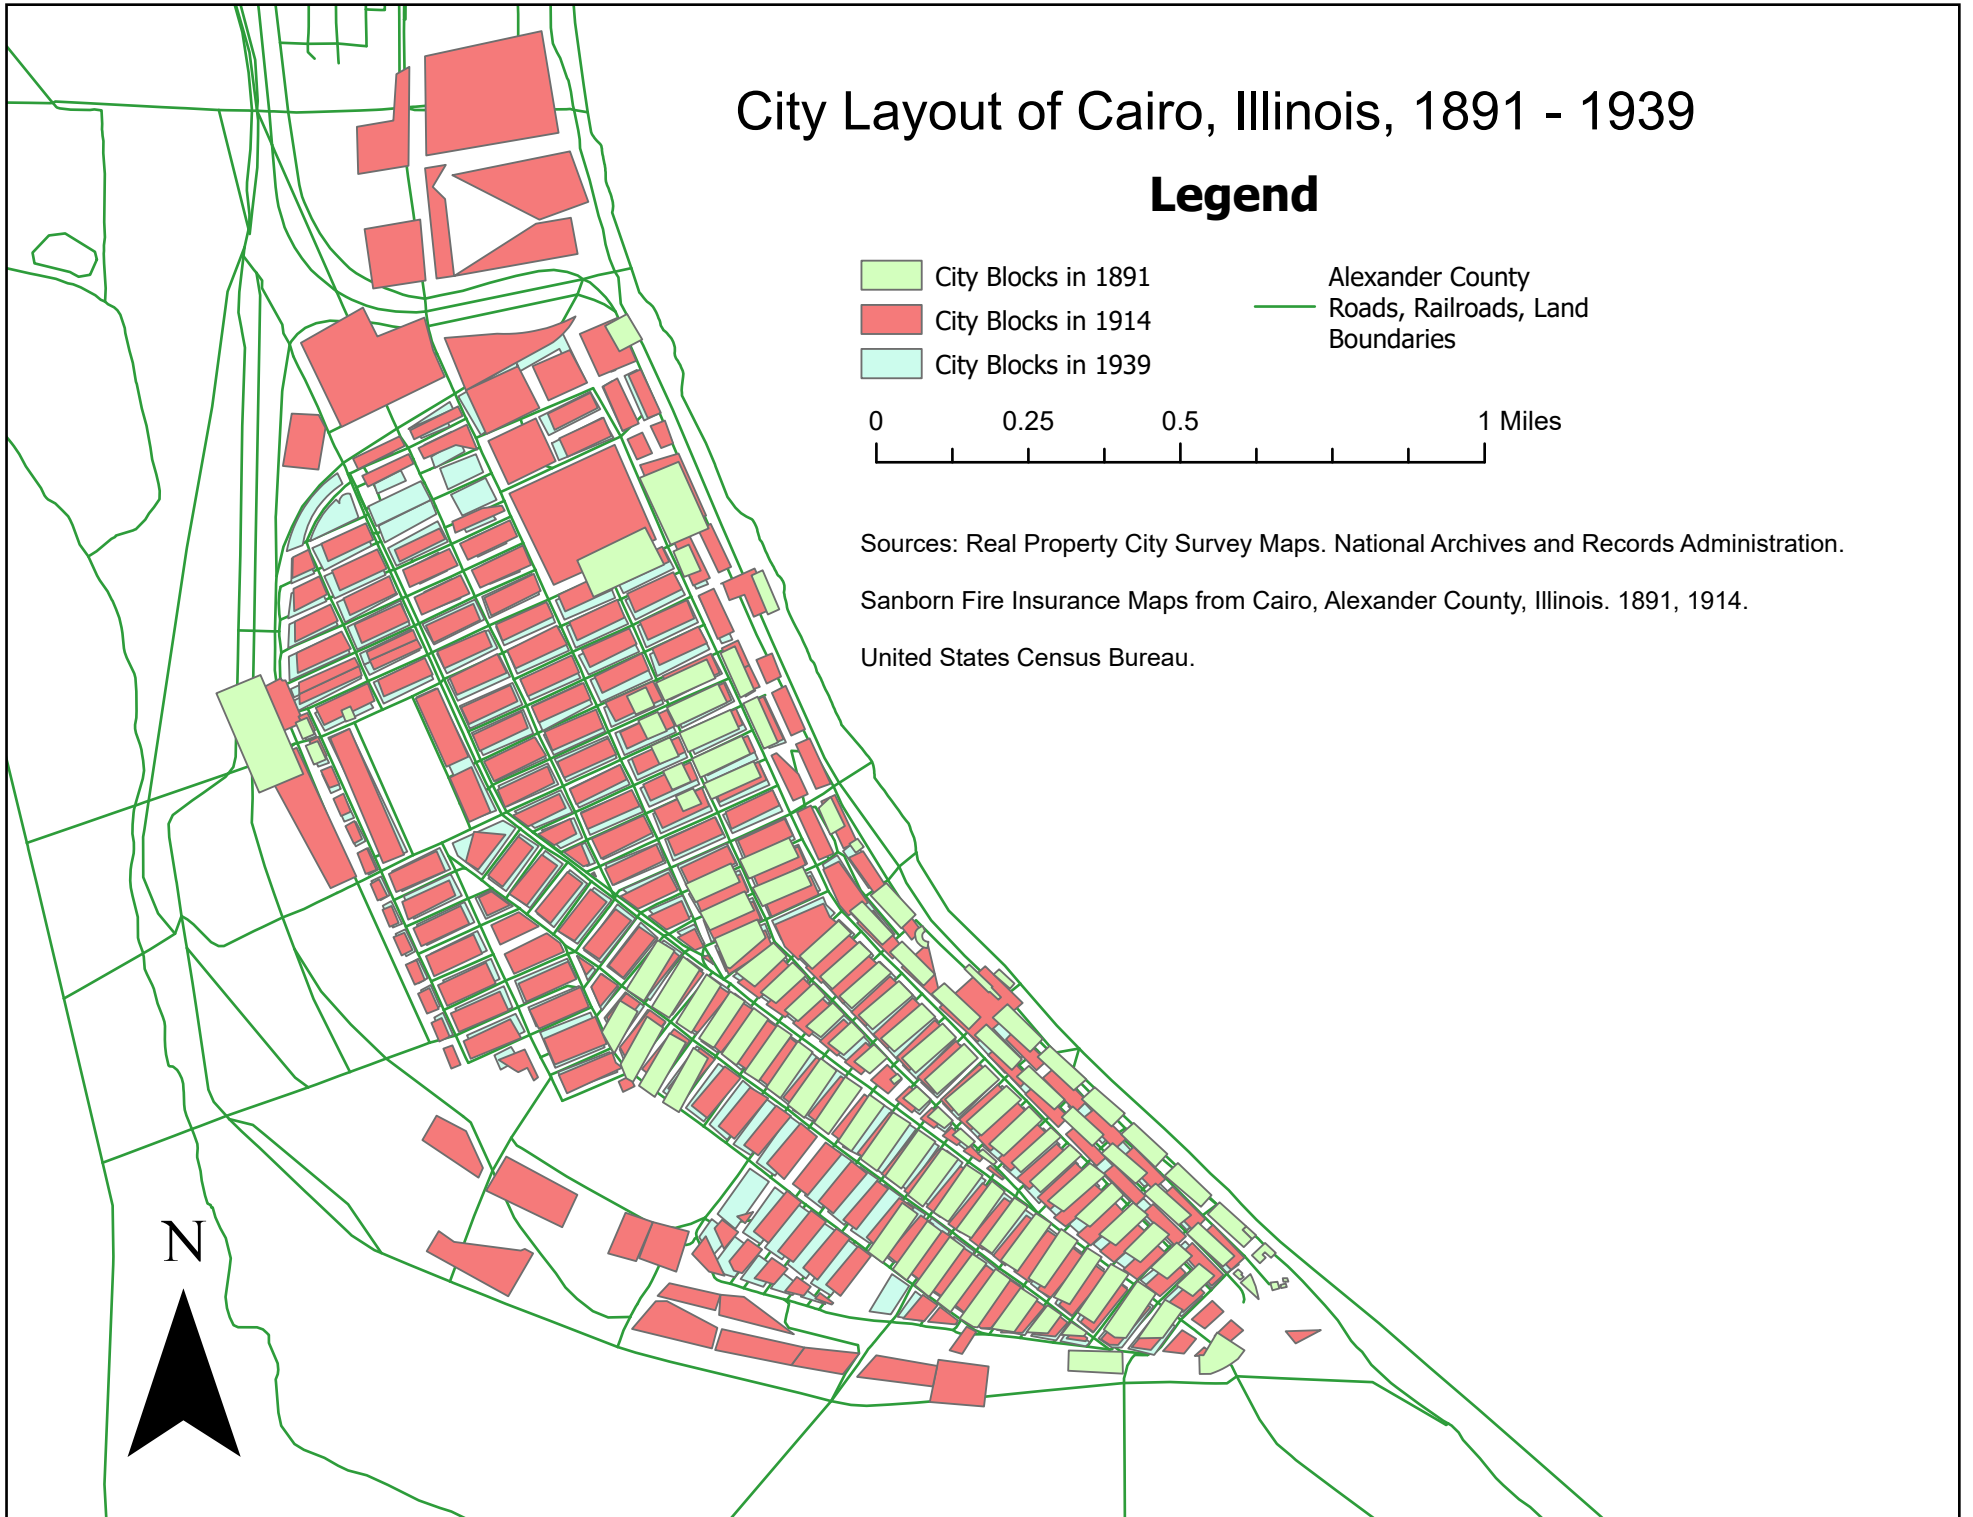 City Layout of Cairo, Illinois, 1891 - 1939
Legend
City Blocks in 1891
City Blocks in 1914
City Blocks in 1939
Alexander County
Roads, Railroads, Land
Boundaries
0 0.25 0.5 1 Miles
Sources: Real Property City Survey Maps. National Archives and Records Administration.
Sanborn Fire Insurance Maps from Cairo, Alexander County, Illinois. 1891, 1914.
United States Census Bureau.
N